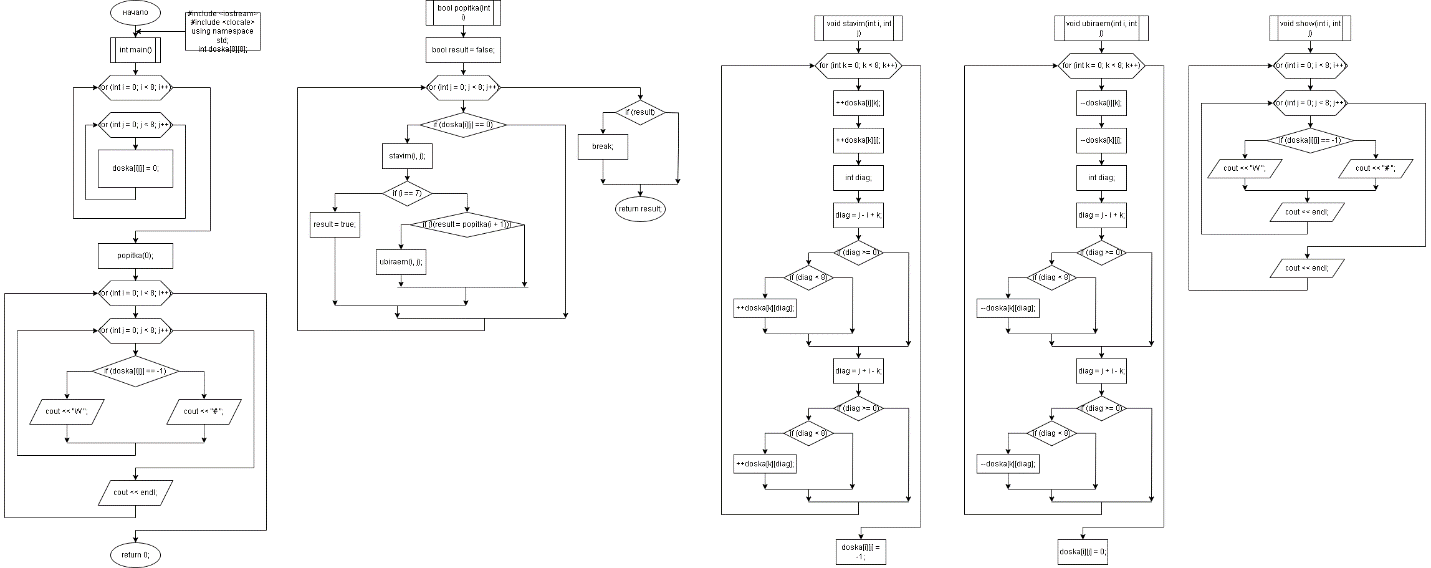 начало
#include <iostream>
#include <clocale>
using namespace
std;
int doska[8][8];
int main()
for (int i = 0; i < 8; i++)
for (int j = 0; j < 8; j++)
doska[i][j] = 0;
popitka(0);
for (int i = 0; i < 8; i++)
for (int j = 0; j < 8; j++)
if (doska[i][j] == -1)
cout << "W";
cout << "#";
cout << endl;
return 0;
bool popitka(int
i)
bool result = false;
for (int j = 0; j < 8; j++)
if (doska[i][j] == 0)
stavim(i, j);
if (i == 7)
result = true;
if (!(result = popitka(i + 1)))
ubiraem(i, j);
if (result)
break;
return result;
void stavim(int i, int
j)
for (int k = 0; k < 8; k++)
++doska[i][k];
++doska[k][j];
int diag;
diag = j - i + k;
if (diag >= 0)
if (diag < 8)
++doska[k][diag];
diag = j + i - k;
if (diag >= 0)
if (diag < 8)
++doska[k][diag];
doska[i][j] =
-1;
void ubiraem(int i, int
j)
for (int k = 0; k < 8; k++)
--doska[i][k];
--doska[k][j];
int diag;
diag = j - i + k;
if (diag >= 0)
if (diag < 8)
--doska[k][diag];
diag = j + i - k;
if (diag >= 0)
if (diag < 8)
--doska[k][diag];
doska[i][j] = 0;
void show(int i, int
j)
for (int i = 0; i < 8; i++)
for (int j = 0; j < 8; j++)
if (doska[i][j] == -1)
cout << "W";
cout << "#";
cout << endl;
cout << endl;